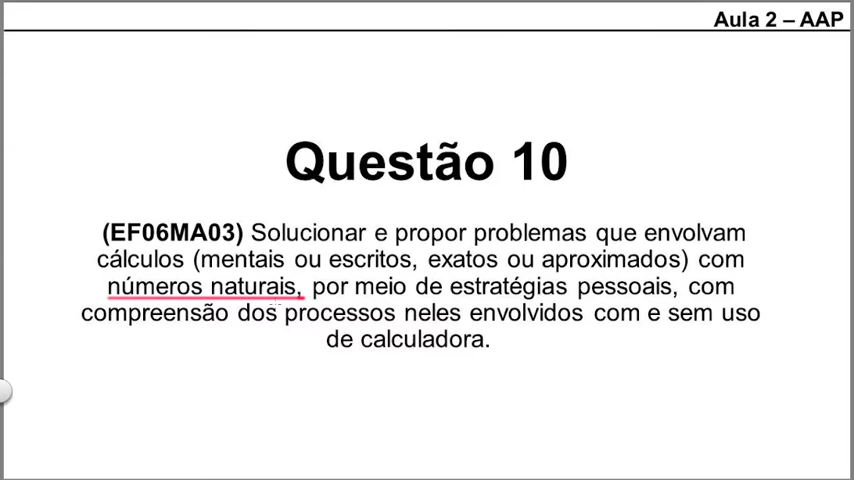 Aula 2 – AAP
Questão 10
(EF06MA03) Solucionar e propor problemas que envolvam
cálculos (mentais ou escritos, exatos ou aproximados) com
números naturais, por meio de estratégias pessoais, com
compreensão dos processos neles envolvidos com e sem uso
de calculadora.